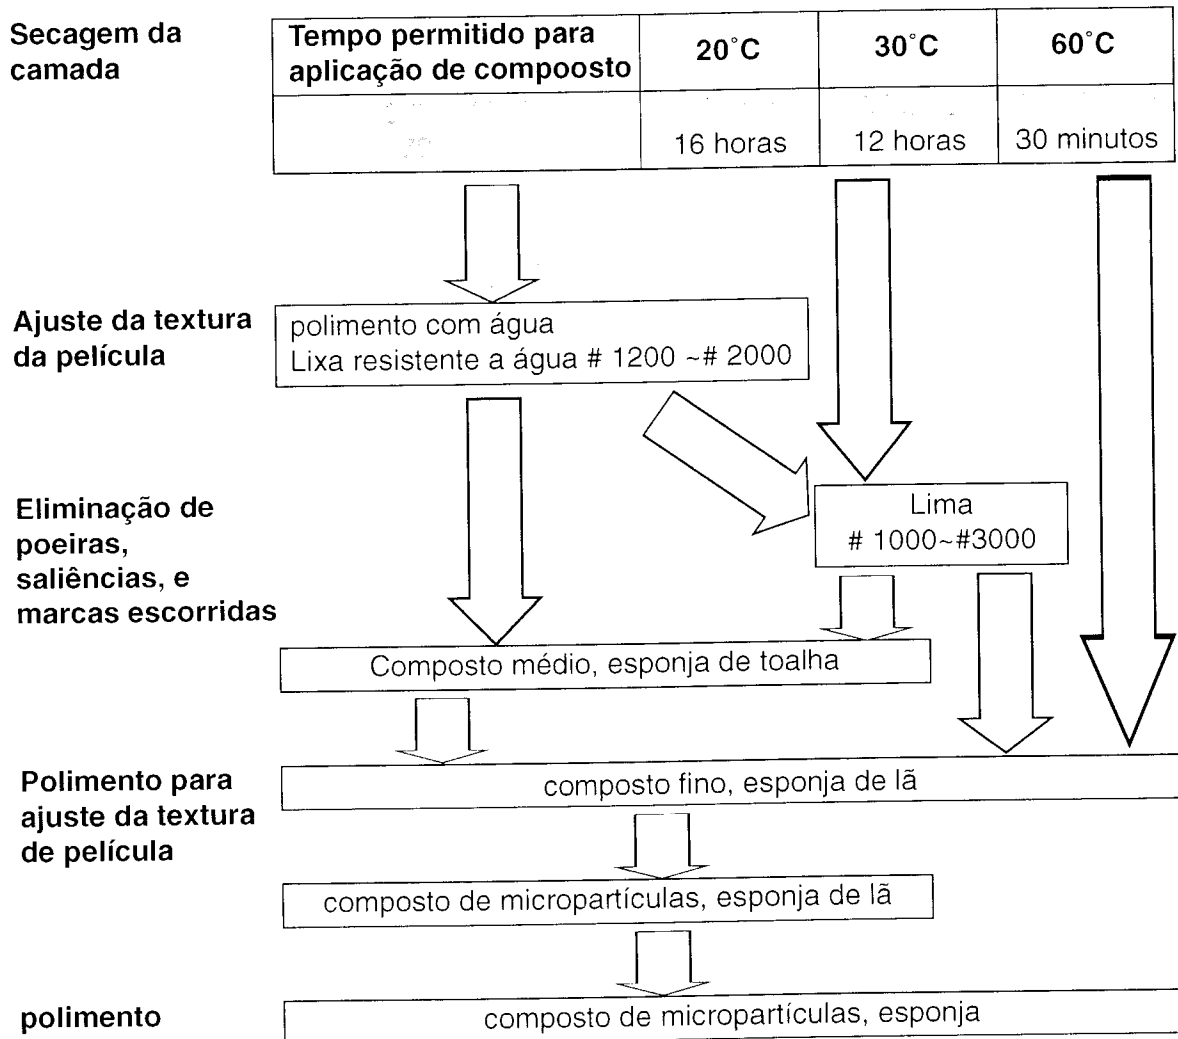 Secagem da
camada
Tempo permitido para
aplicação de compoosto
20°C
30°C
60°C
16 horas
12 horas
30 minutos
Ajuste da textura
da película
polimento com água
Lixa resistente a água # 1200 ~# 2000
Eliminação de
poeiras,
saliências, e
marcas escorridas
Lima
# 1000~#3000
Composto médio, esponja de toalha
Polimento para
ajuste da textura
de película
composto fino, esponja de lã
composto de micropartículas, esponja de lã
polimento
composto de micropartículas, esponja